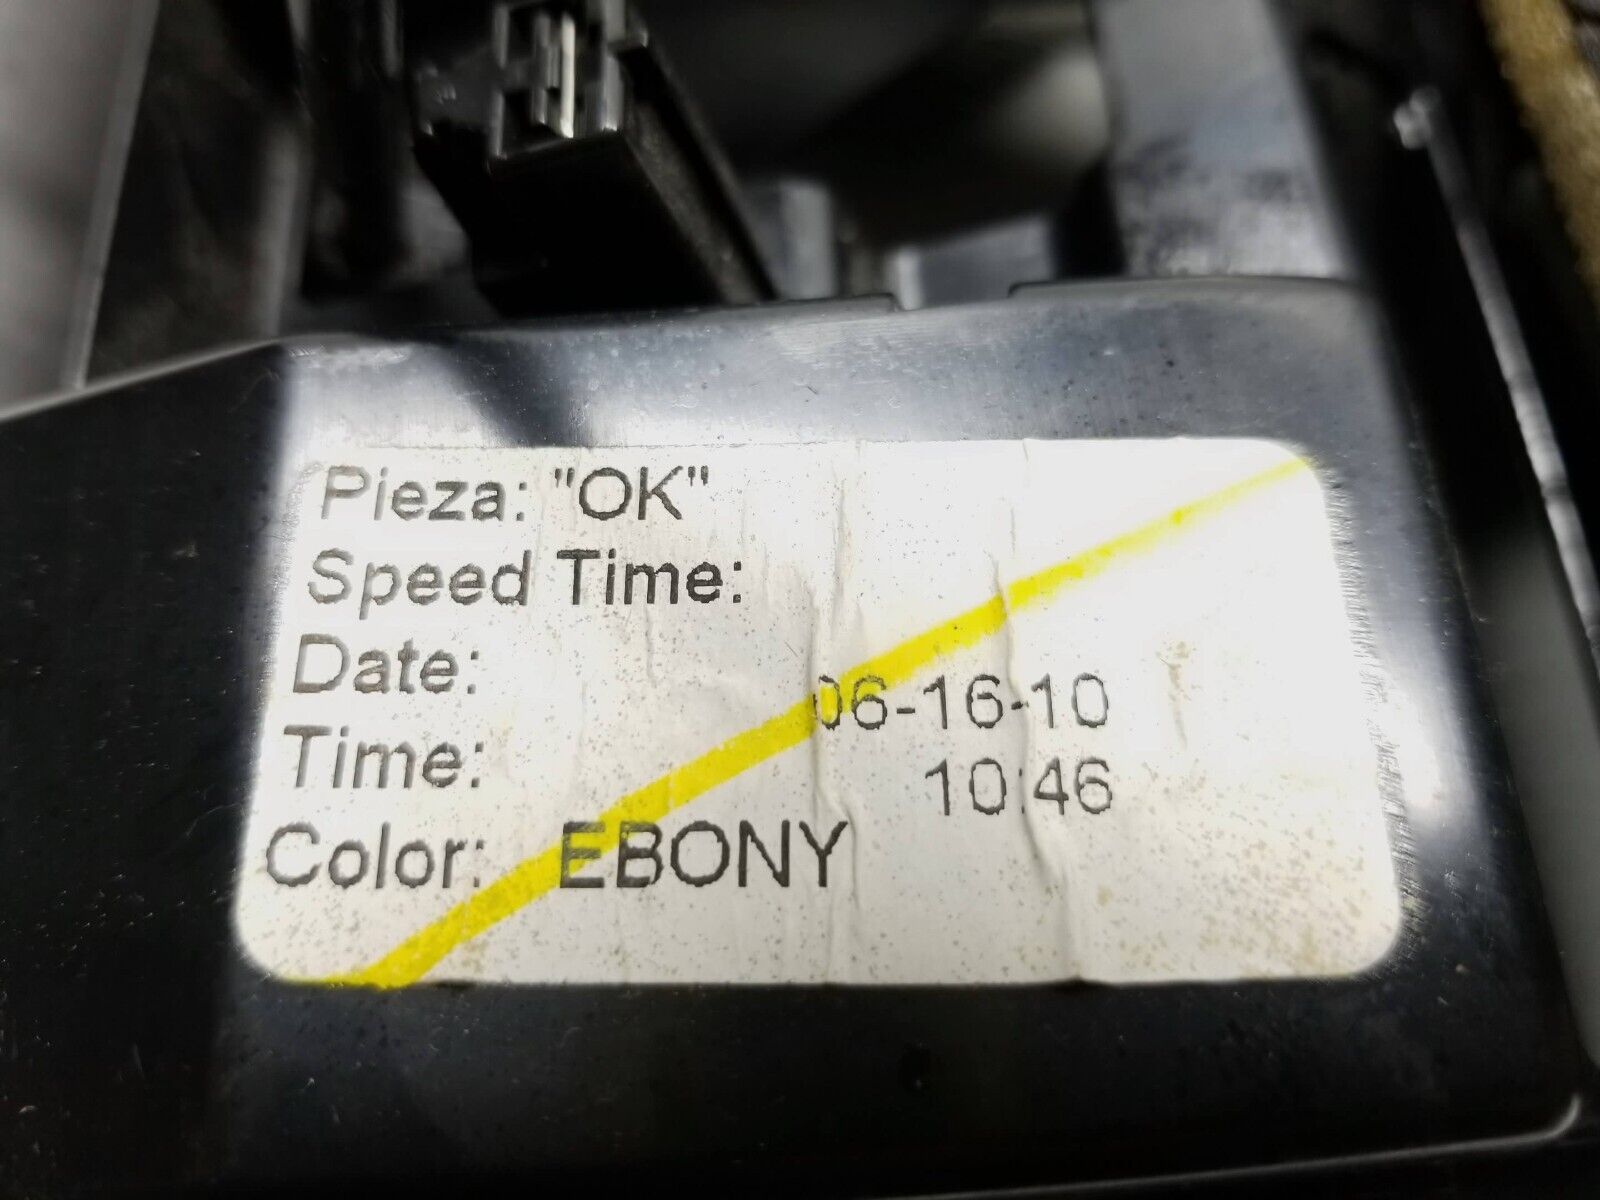 Pieza: "OK"
Speed Time:
Date: 06-16-10
Time: 10:46
Color: EBONY